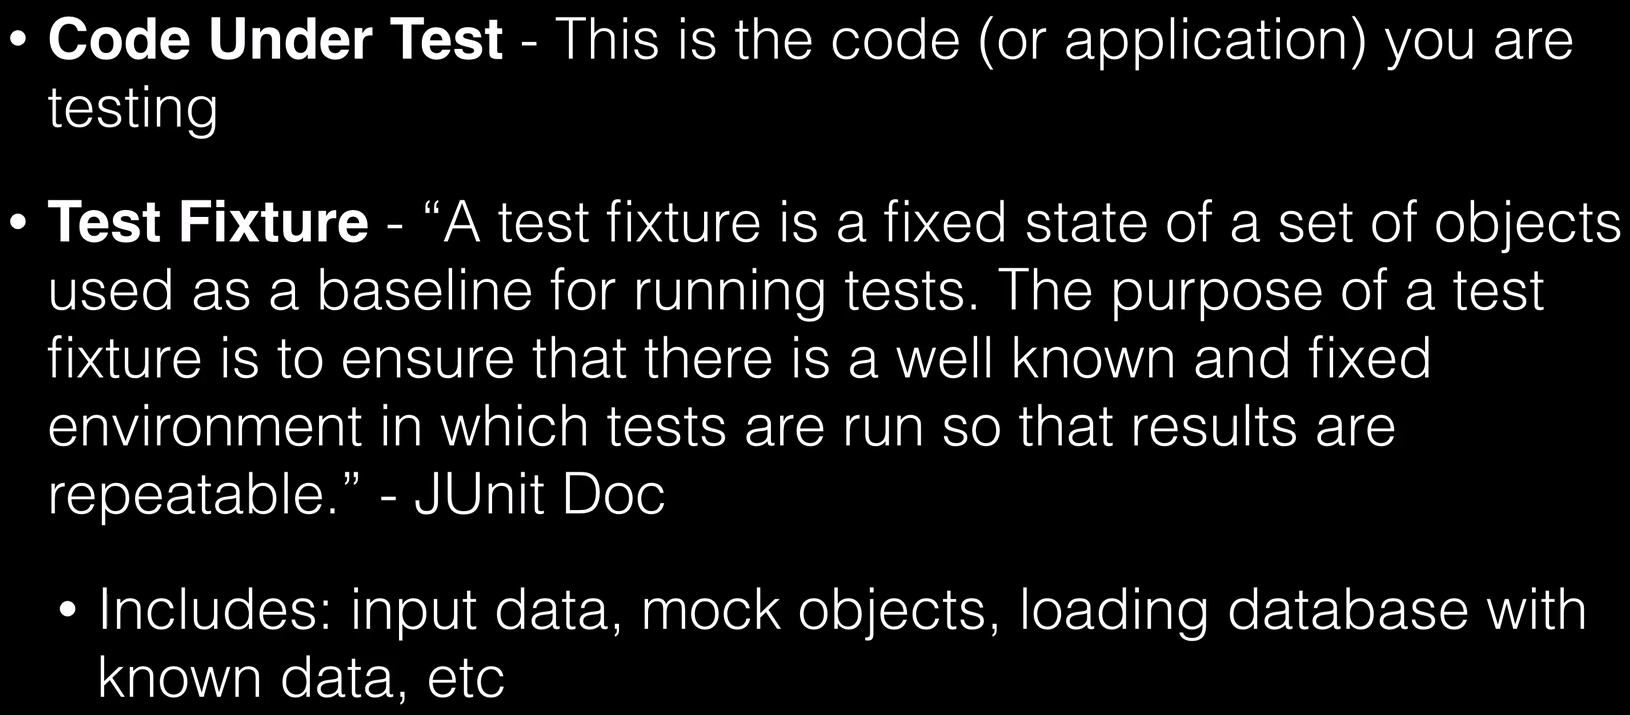 • Code Under Test - This is the code (or application) you are
testing
• Test Fixture - “A test fixture is a fixed state of a set of objects
used as a baseline for running tests. The purpose of a test
fixture is to ensure that there is a well known and fixed
environment in which tests are run so that results are
repeatable.” - JUnit Doc
• Includes: input data, mock objects, loading database with
known data, etc